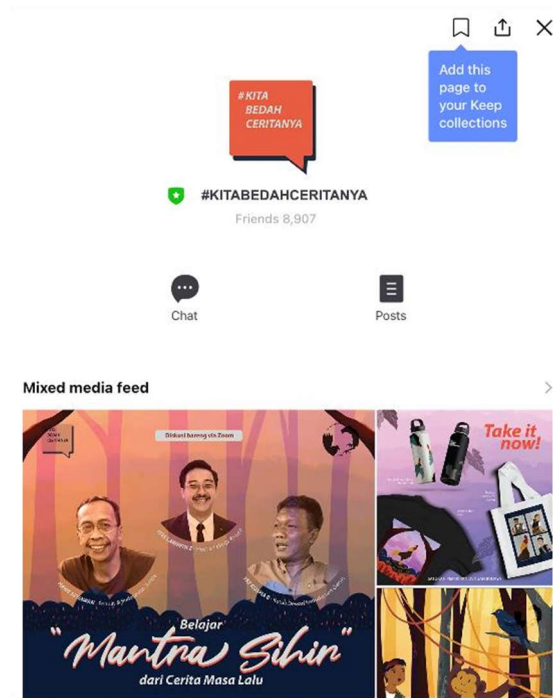 Add this
page to
your Keep
collections
#KITA
BEDAH
CERITANYA
#KITABEDAHCERITANYA
Friends 8,907
Chat
Posts
Mixed media feed
Diskusi bareng via Zoom
Take it
now!
Belajar
"Mantra Sihir"
dari Cerita Masa Lalu